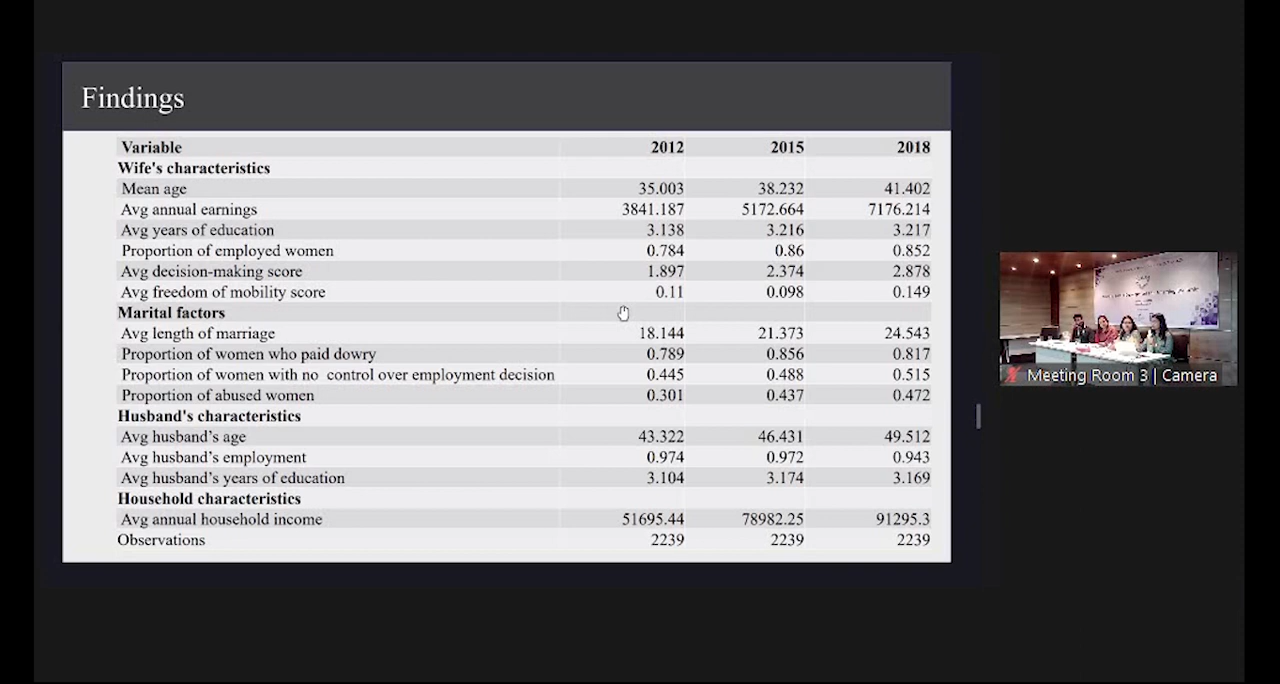 Findings
Variable 2012 2015 2018
Wife's characteristics
Mean age 35.003 38.232 41.402
Avg annual earnings 3841.187 5172.664 7176.214
Avg years of education 3.138 3.216 3.217
Proportion of employed women 0.784 0.86 0.852
Avg decision-making score 1.897 2.374 2.878
Avg freedom of mobility score 0.11 0.098 0.149
Marital factors
Avg length of marriage 18.144 21.373 24.543
Proportion of women who paid dowry 0.789 0.856 0.817
Proportion of women with no control over employment decision 0.445 0.488 0.515
Proportion of abused women 0.301 0.437 0.472
Husband's characteristics
Avg husband’s age 43.322 46.431 49.512
Avg husband’s employment 0.974 0.972 0.943
Avg husband’s years of education 3.104 3.174 3.169
Household characteristics
Avg annual household income 51695.44 78982.25 91295.3
Observations 2239 2239 2239
Meeting Room 3 | Camera